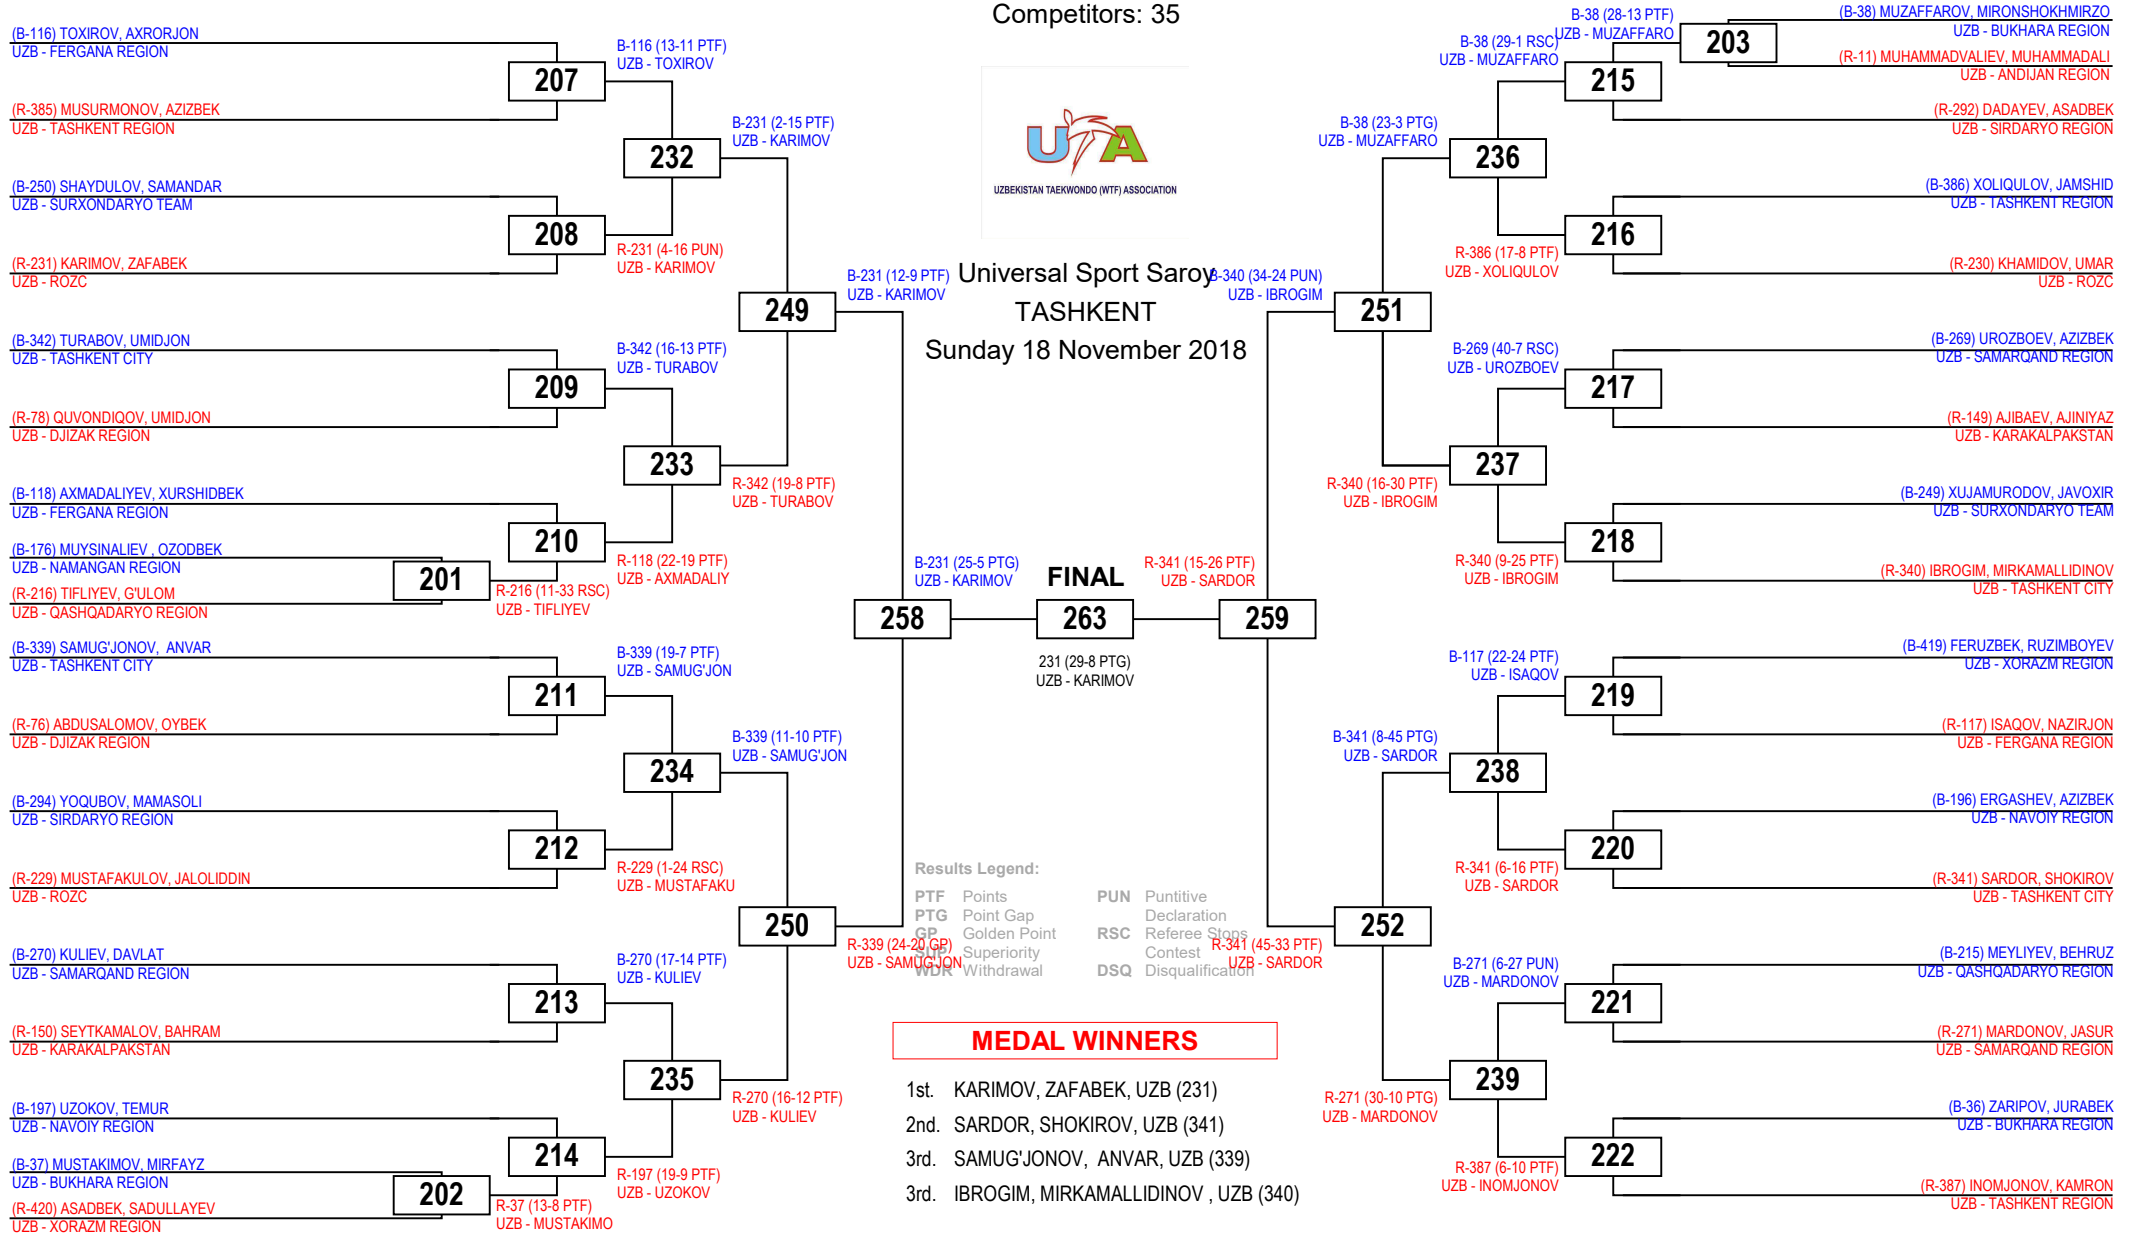 Competitors: 35
(B-116) TOXIROV, AXRORJON
UZB - FERGANA REGION
(R-385) MUSURMONOV, AZIZBEK
UZB - TASHKENT REGION
(B-250) SHAYDULOV, SAMANDAR
UZB - SURXONDARYO TEAM
(R-231) KARIMOV, ZAFABEK
UZB - ROZC
(B-342) TURABOV, UMIDJON
UZB - TASHKENT CITY
(R-78) QUVONDIQOV, UMIDJON
UZB - DJIZAK REGION
(B-118) AXMADALIYEV, XURSHIDBEK
UZB - FERGANA REGION
(B-176) MUYSINALIEV , OZODBEK
UZB - NAMANGAN REGION
(R-216) TIFLIYEV, G'ULOM
UZB - QASHQADARYO REGION
(B-339) SAMUG'JONOV, ANVAR
UZB - TASHKENT CITY
(R-76) ABDUSALOMOV, OYBEK
UZB - DJIZAK REGION
(B-294) YOQUBOV, MAMASOLI
UZB - SIRDARYO REGION
(R-229) MUSTAFAKULOV, JALOLIDDIN
UZB - ROZC
(B-270) KULIEV, DAVLAT
UZB - SAMARQAND REGION
(R-150) SEYTKAMALOV, BAHRAM
UZB - KARAKALPAKSTAN
(B-197) UZOKOV, TEMUR
UZB - NAVOIY REGION
(B-37) MUSTAKIMOV, MIRFAYZ
UZB - BUKHARA REGION
(R-420) ASADBEK, SADULLAYEV
UZB - XORAZM REGION
201
R-216 (11-33 RSC)
UZB - TIFLIYEV
202
R-37 (13-8 PTF)
UZB - MUSTAKIMO
207
B-116 (13-11 PTF)
UZB - TOXIROV
208
R-231 (4-16 PUN)
UZB - KARIMOV
209
B-342 (16-13 PTF)
UZB - TURABOV
210
R-118 (22-19 PTF)
UZB - AXMADALIY
211
B-339 (19-7 PTF)
UZB - SAMUG'JON
212
R-229 (1-24 RSC)
UZB - MUSTAFAKU
213
B-270 (17-14 PTF)
UZB - KULIEV
214
R-197 (19-9 PTF)
UZB - UZOKOV
232
B-231 (2-15 PTF)
UZB - KARIMOV
233
R-342 (19-8 PTF)
UZB - TURABOV
234
B-339 (11-10 PTF)
UZB - SAMUG'JON
235
R-270 (16-12 PTF)
UZB - KULIEV
249
B-231 (12-9 PTF)
UZB - KARIMOV
250
R-339 (24-20 GP)
UZB - SAMUG'JON
258
B-231 (25-5 PTG)
UZB - KARIMOV
UTA
UZBEKISTAN TAEKWONDO (WTF) ASSOCIATION
Universal Sport Saroy
TASHKENT
Sunday 18 November 2018
FINAL
263
231 (29-8 PTG)
UZB - KARIMOV
R-341 (15-26 PTF)
UZB - SARDOR
259
B-340 (34-24 PUN)
UZB - IBROGIM
251
R-341 (45-33 PTF)
UZB - SARDOR
252
B-38 (23-3 PTG)
UZB - MUZAFFARO
236
R-340 (16-30 PTF)
UZB - IBROGIM
237
B-341 (8-45 PTG)
UZB - SARDOR
238
R-271 (30-10 PTG)
UZB - MARDONOV
239
B-38 (29-1 RSC)
UZB - MUZAFFARO
215
R-386 (17-8 PTF)
UZB - XOLIQULOV
216
B-269 (40-7 RSC)
UZB - UROZBOEV
217
R-340 (9-25 PTF)
UZB - IBROGIM
218
B-117 (22-24 PTF)
UZB - ISAQOV
219
R-341 (6-16 PTF)
UZB - SARDOR
220
B-271 (6-27 PUN)
UZB - MARDONOV
221
R-387 (6-10 PTF)
UZB - INOMJONOV
222
B-38 (28-13 PTF)
UZB - MUZAFFARO
203
(B-38) MUZAFFAROV, MIRONSHOKHMIRZO
UZB - BUKHARA REGION
(R-11) MUHAMMADVALIEV, MUHAMMADALI
UZB - ANDIJAN REGION
(R-292) DADAYEV, ASADBEK
UZB - SIRDARYO REGION
(B-386) XOLIQULOV, JAMSHID
UZB - TASHKENT REGION
(R-230) KHAMIDOV, UMAR
UZB - ROZC
(B-269) UROZBOEV, AZIZBEK
UZB - SAMARQAND REGION
(R-149) AJIBAEV, AJINIYAZ
UZB - KARAKALPAKSTAN
(B-249) XUJAMURODOV, JAVOXIR
UZB - SURXONDARYO TEAM
(R-340) IBROGIM, MIRKAMALLIDINOV
UZB - TASHKENT CITY
(B-419) FERUZBEK, RUZIMBOYEV
UZB - XORAZM REGION
(R-117) ISAQOV, NAZIRJON
UZB - FERGANA REGION
(B-196) ERGASHEV, AZIZBEK
UZB - NAVOIY REGION
(R-341) SARDOR, SHOKIROV
UZB - TASHKENT CITY
(B-215) MEYLIYEV, BEHRUZ
UZB - QASHQADARYO REGION
(R-271) MARDONOV, JASUR
UZB - SAMARQAND REGION
(B-36) ZARIPOV, JURABEK
UZB - BUKHARA REGION
(R-387) INOMJONOV, KAMRON
UZB - TASHKENT REGION
Results Legend:
PTF Points
PTG Point Gap
GP Golden Point
SUP Superiority
WDR Withdrawal
PUN Puntitive
Declaration
RSC Referee Stops
Contest
DSQ Disqualification
MEDAL WINNERS
1st. KARIMOV, ZAFABEK, UZB (231)
2nd. SARDOR, SHOKIROV, UZB (341)
3rd. SAMUG'JONOV, ANVAR, UZB (339)
3rd. IBROGIM, MIRKAMALLIDINOV , UZB (340)